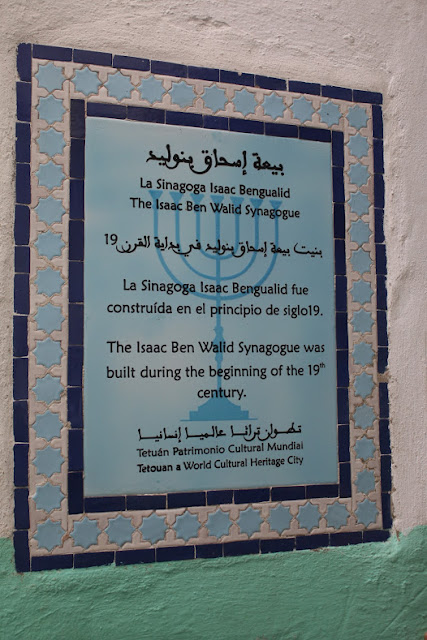 بيعة إسحاق بنوليد
La Sinagoga Isaac Bengualid
The Isaac Ben Walid Synagogue
بنيت بيعة إسحاق بنوليد في بداية القرن 19
La Sinagoga Isaac Bengualid fue
construída en el principio de siglo19.
The Isaac Ben Walid Synagogue was
built during the beginning of the 19th
century.
تطوان تراثا عالميا إنسانيا
Tetuán Patrimonio Cultural Mundial
Tetouan a World Cultural Heritage City